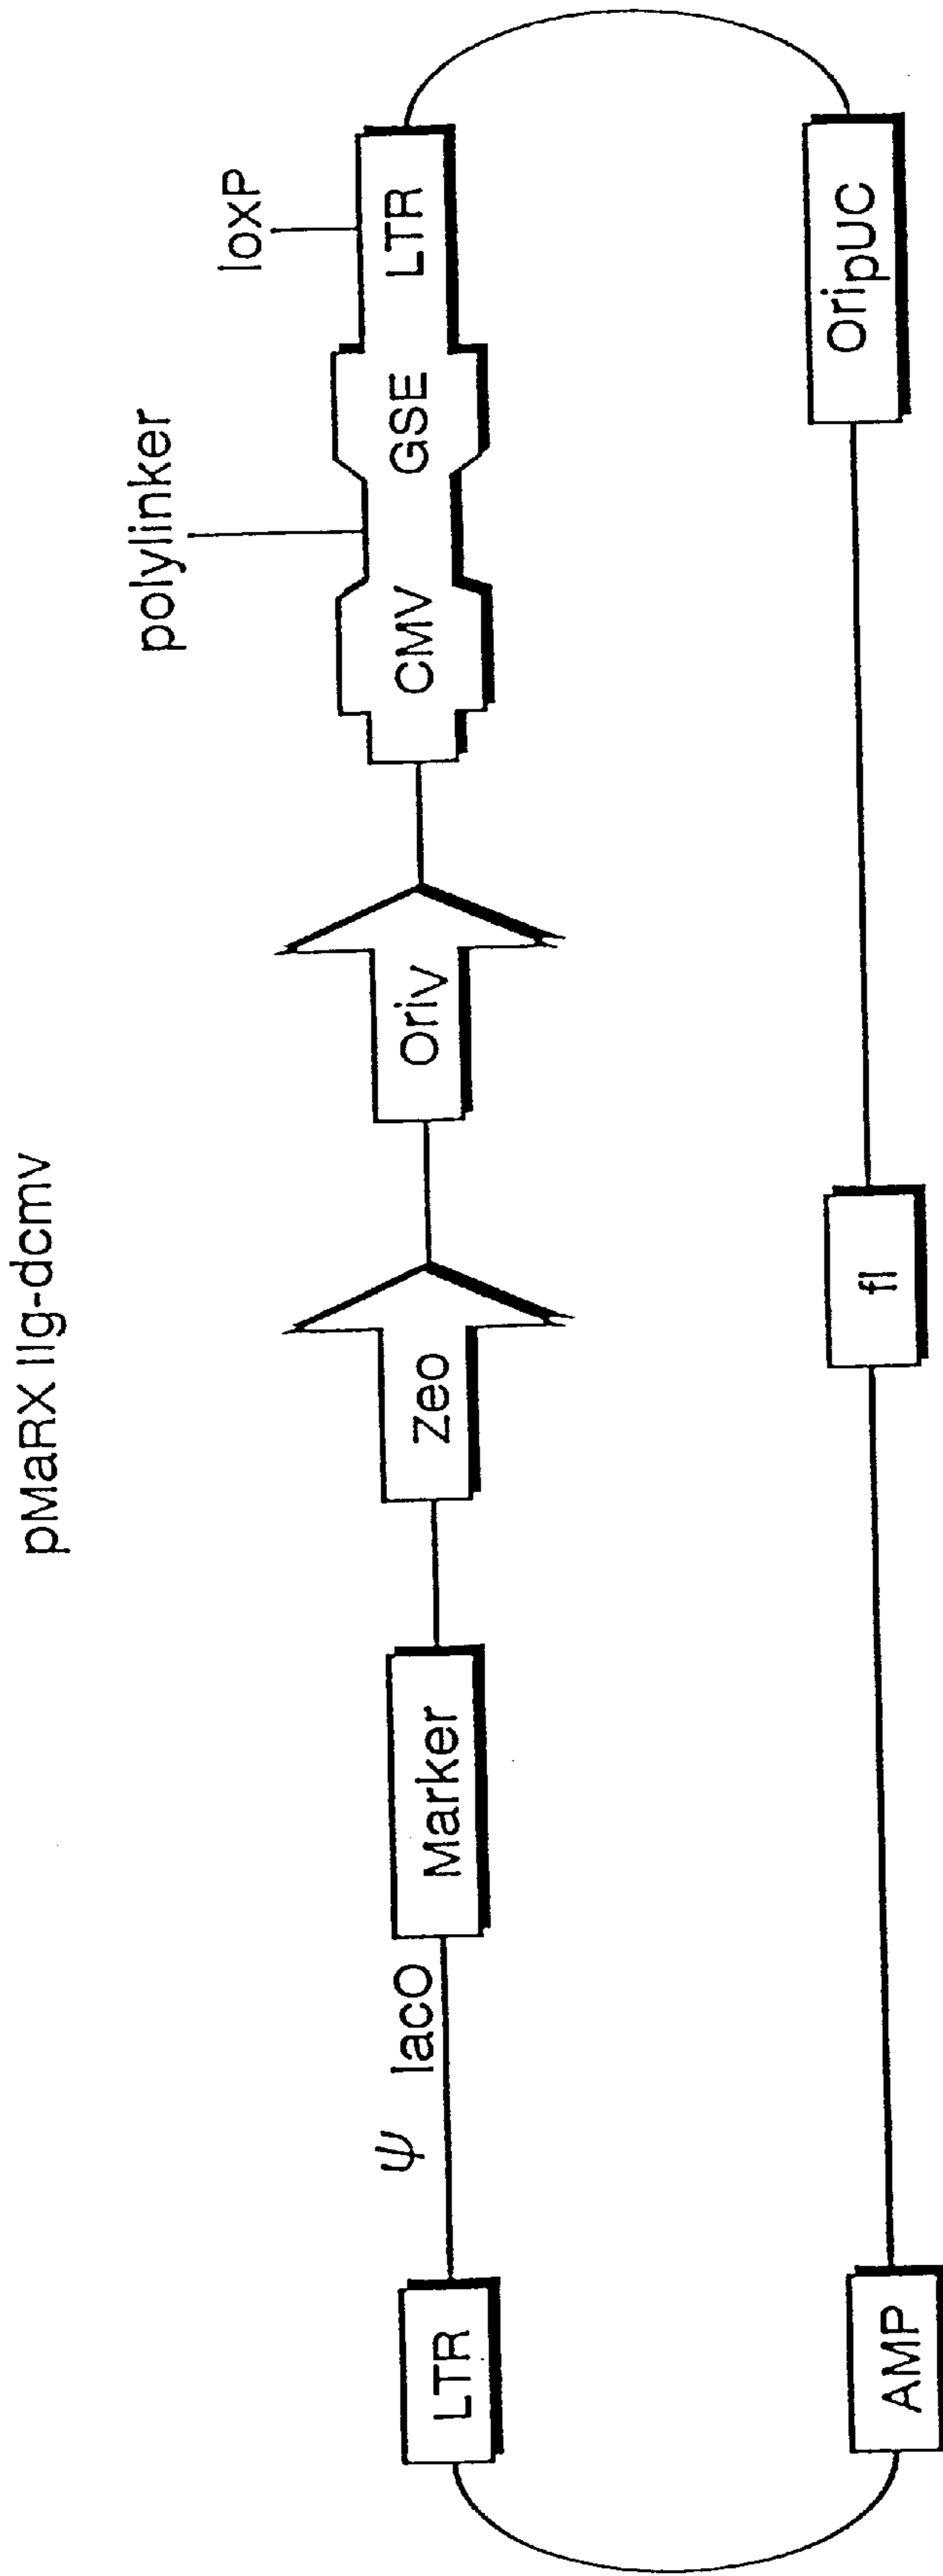 pMaRX IIg-dcmv
polylinker
loxP
LTR
ψ
lacO
Marker
zeo
oriv
CMV
GSE
LTR
AMP
fl
OripUC